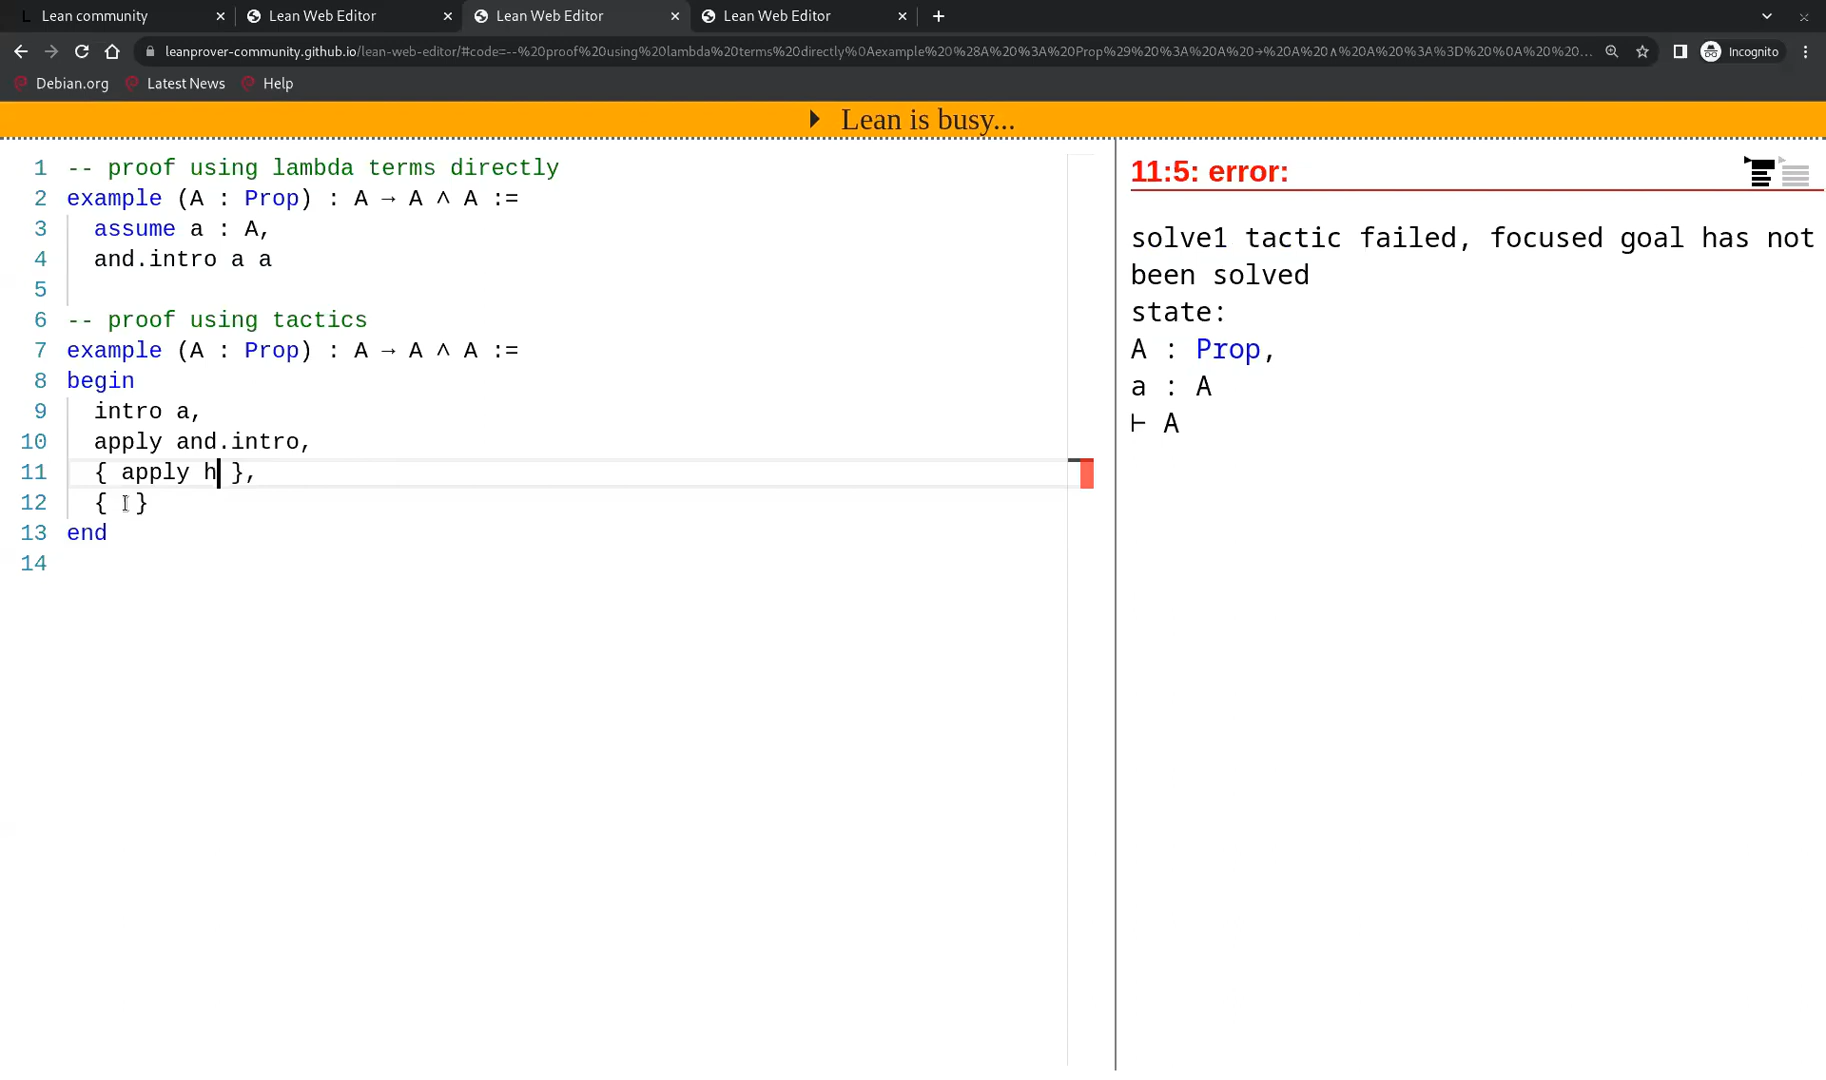 Lean community
Lean Web Editor
Lean Web Editor
Lean Web Editor
leanprover-community.github.io/lean-web-editor/#code=--%20proof%20using%20lambda%20terms%20directly%0Aexample%20%28A%20%3A%20Prop%29%20%3A%20A%20→%20A%20∧%20A%20%3A%3D%20%0A%20%20...
Incognito
Debian.org
Latest News
Help
Lean is busy...
1 -- proof using lambda terms directly
2 example (A : Prop) : A → A ∧ A :=
3 assume a : A,
4 and.intro a a
5
6 -- proof using tactics
7 example (A : Prop) : A → A ∧ A :=
8 begin
9 intro a,
10 apply and.intro,
11 { apply h },
12 { }
13 end
14
11:5: error:
solve1 tactic failed, focused goal has not
been solved
state:
A : Prop,
a : A
⊢ A